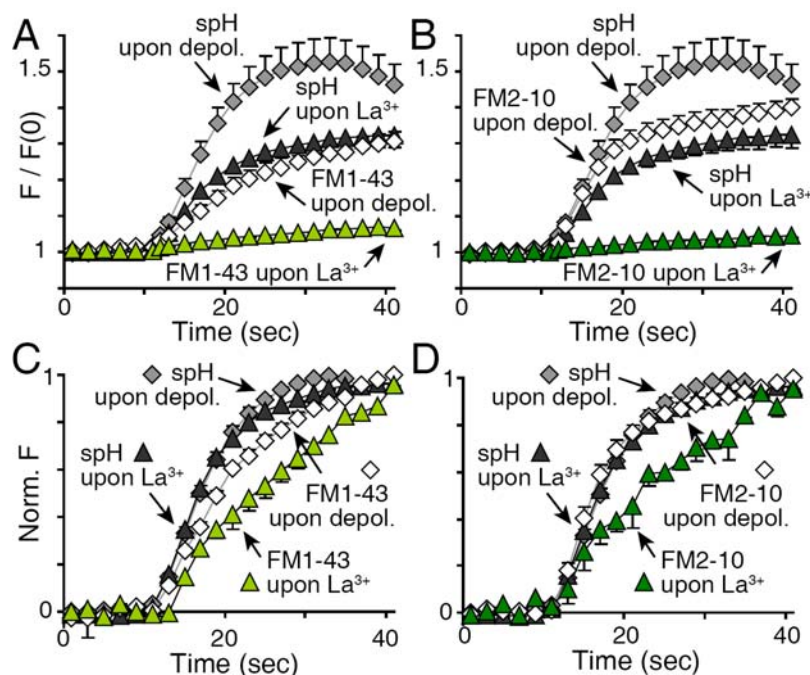 A
spH
upon depol.
spH
upon La³⁺
FM1-43
upon depol.
FM1-43 upon La³⁺
F / F(0)
1.5
1
0
20
40
Time (sec)
B
spH
upon depol.
FM2-10
upon depol.
spH
upon La³⁺
FM2-10 upon La³⁺
1.5
1
0
20
40
Time (sec)
C
spH
upon depol.
spH
upon La³⁺
FM1-43
upon depol.
FM1-43
upon La³⁺
Norm. F
1
0
20
40
Time (sec)
D
spH
upon depol.
spH
upon La³⁺
FM2-10
upon depol.
FM2-10
upon La³⁺
1
0
20
40
Time (sec)